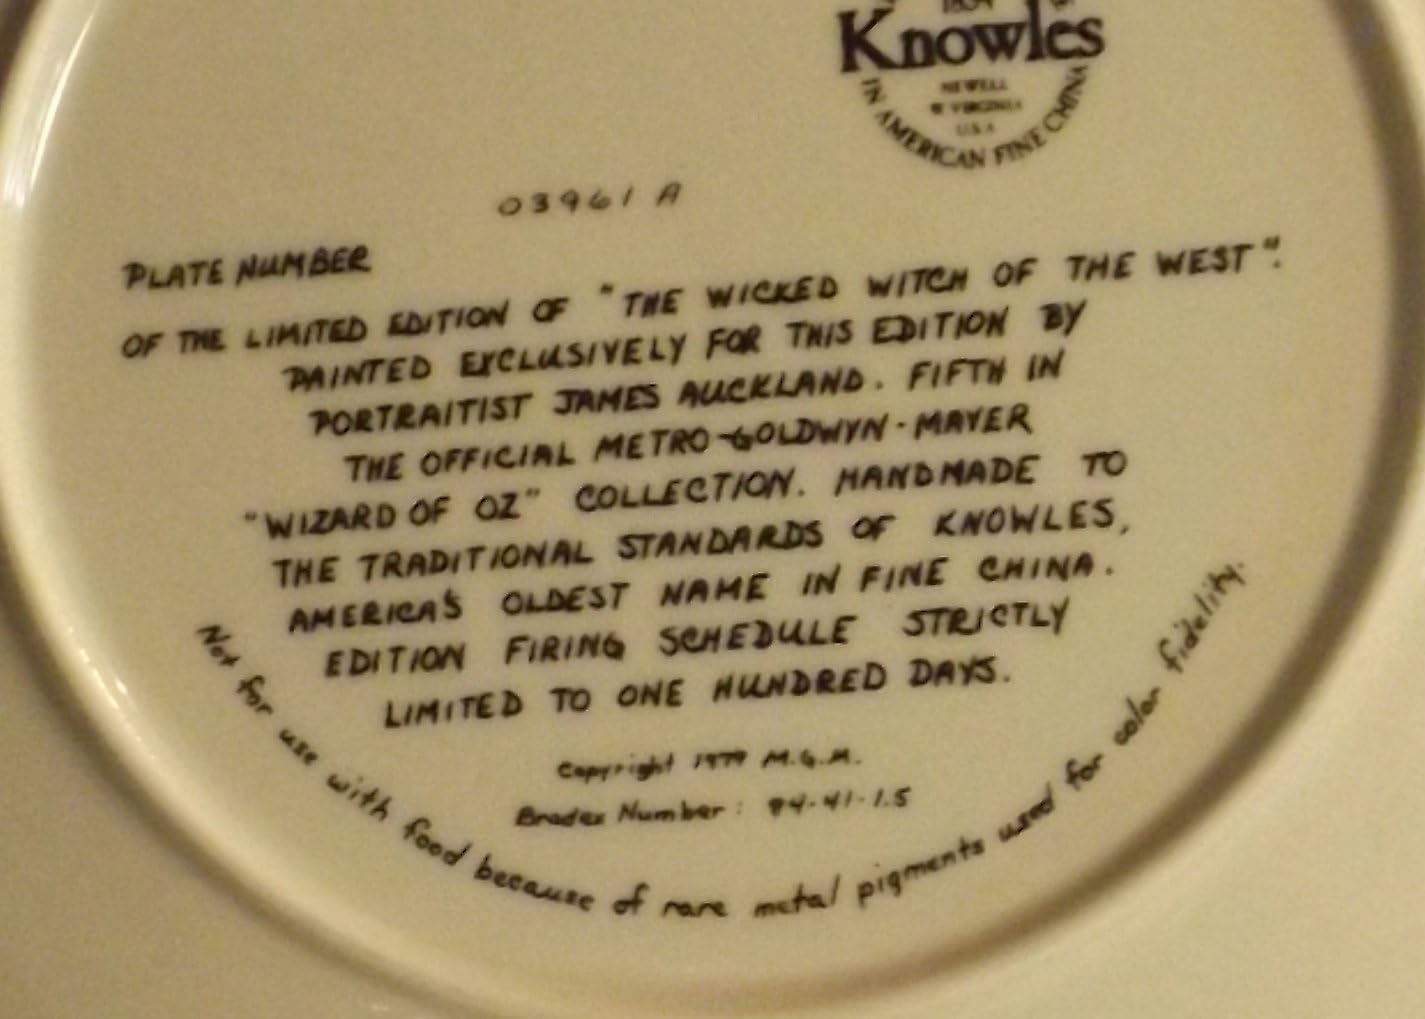 1854
Knowles
NEWELL
W VIRGINIA
U.S.A
IN AMERICAN FINE CHINA
03961 A
PLATE NUMBER
OF THE LIMITED EDITION OF "THE WICKED WITCH OF THE WEST".
PAINTED EXCLUSIVELY FOR THIS EDITION BY
PORTRAITIST JAMES AUCKLAND. FIFTH IN
THE OFFICIAL METRO-GOLDWYN-MAYER
"WIZARD OF OZ" COLLECTION. HANDMADE TO
THE TRADITIONAL STANDARDS OF KNOWLES,
AMERICA'S OLDEST NAME IN FINE CHINA.
EDITION FIRING SCHEDULE STRICTLY
LIMITED TO ONE HUNDRED DAYS.
Copyright 1979 M.G.M.
Bradex Number: 84-41-1.5
Not for use with food because of rare metal pigments used for color fidelity.